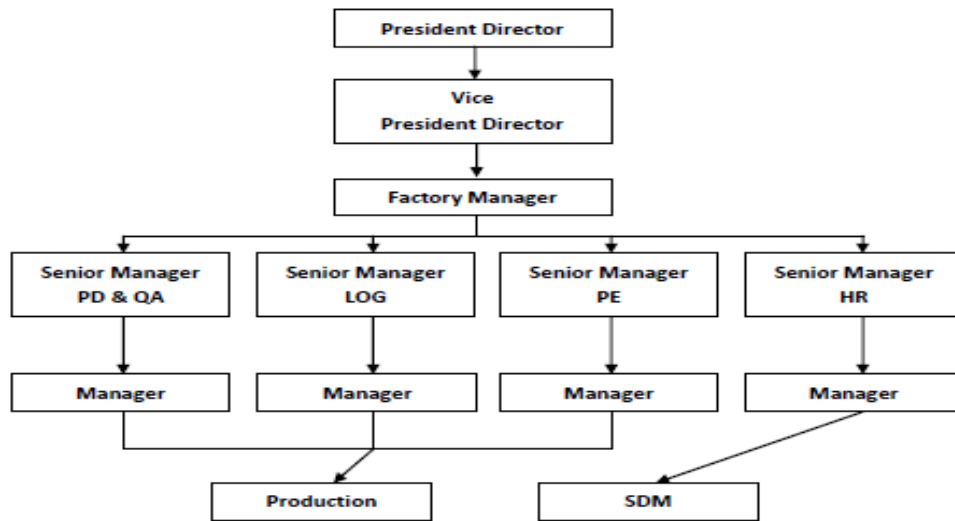 President Director
Vice
President Director
Factory Manager
Senior Manager
PD & QA
Senior Manager
LOG
Senior Manager
PE
Senior Manager
HR
Manager
Manager
Manager
Manager
Production
SDM